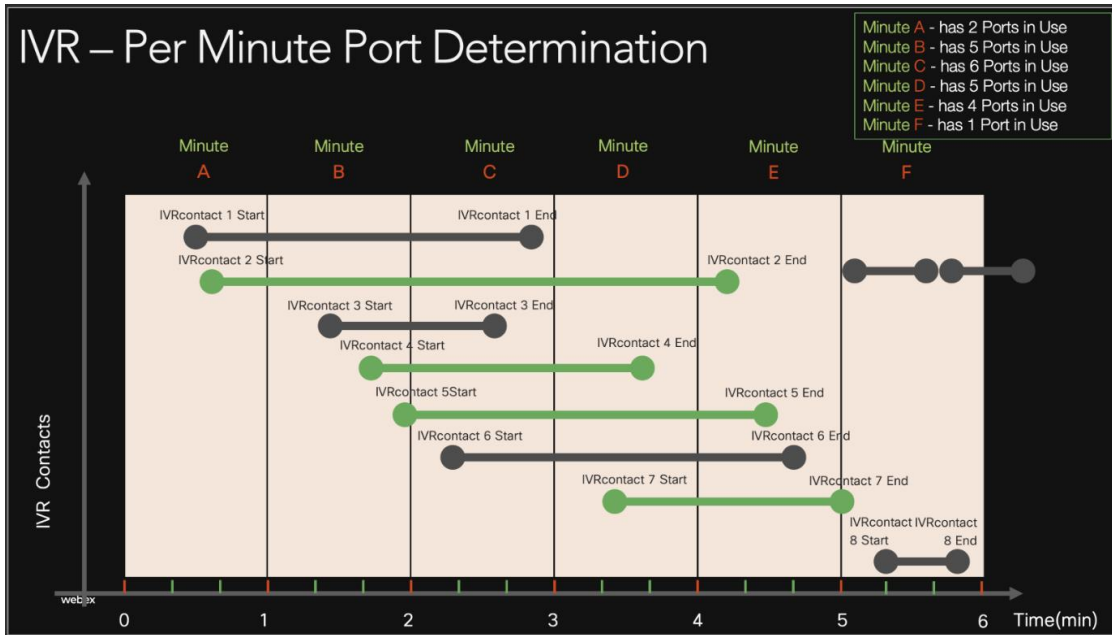 IVR – Per Minute Port Determination
Minute A - has 2 Ports in Use
Minute B - has 5 Ports in Use
Minute C - has 6 Ports in Use
Minute D - has 5 Ports in Use
Minute E - has 4 Ports in Use
Minute F - has 1 Port in Use
Minute Minute Minute Minute Minute Minute
A B C D E F
IVRcontact 1 Start IVRcontact 1 End
IVRcontact 2 Start IVRcontact 2 End
IVRcontact 3 Start IVRcontact 3 End
IVRcontact 4 Start IVRcontact 4 End
IVRcontact 5Start IVRcontact 5 End
IVRcontact 6 Start IVRcontact 6 End
IVRcontact 7 Start IVRcontact 7 End
IVRcontact IVRcontact
8 Start 8 End
IVR Contacts
webex
0 1 2 3 4 5 6 Time(min)